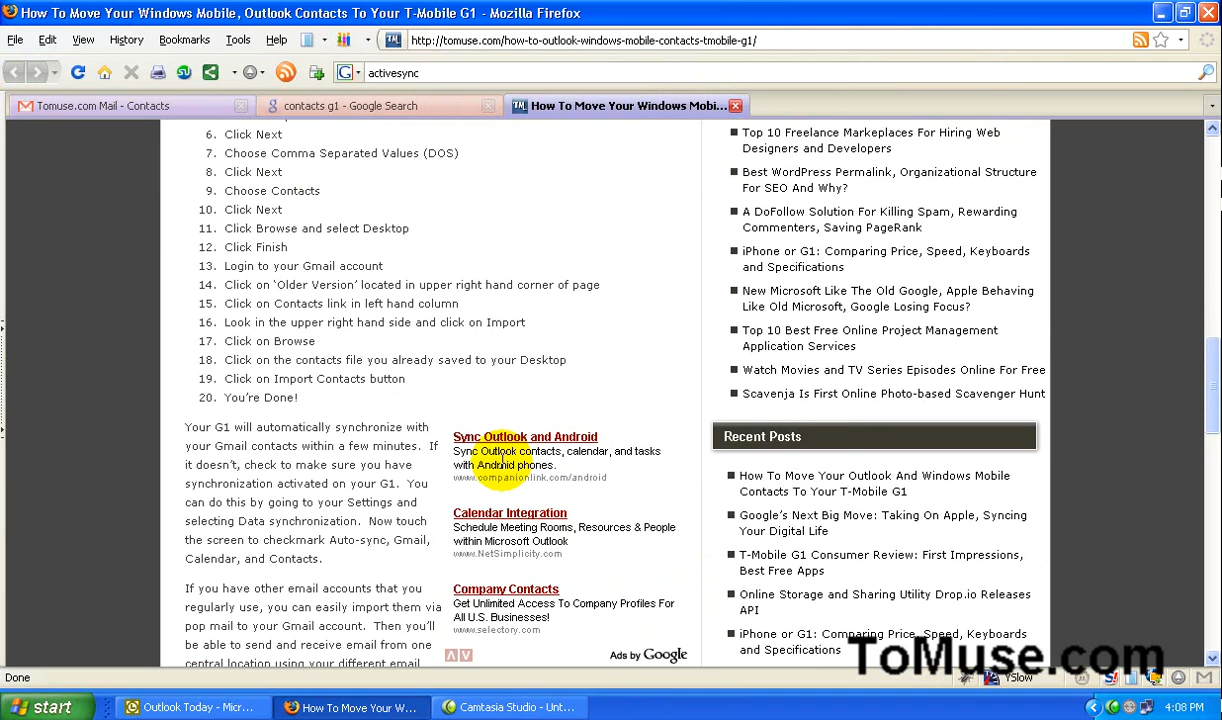 How To Move Your Windows Mobile, Outlook Contacts To Your T-Mobile G1 - Mozilla Firefox
File Edit View History Bookmarks Tools Help
http://tomuse.com/how-to-outlook-windows-mobile-contacts-tmobile-g1/
activesync
Tomuse.com Mail - Contacts
contacts g1 - Google Search
How To Move Your Windows Mobi...
6. Click Next
7. Choose Comma Separated Values (DOS)
8. Click Next
9. Choose Contacts
10. Click Next
11. Click Browse and select Desktop
12. Click Finish
13. Login to your Gmail account
14. Click on ‘Older Version’ located in upper right hand corner of page
15. Click on Contacts link in left hand column
16. Look in the upper right hand side and click on Import
17. Click on Browse
18. Click on the contacts file you already saved to your Desktop
19. Click on Import Contacts button
20. You’re Done!
Your G1 will automatically synchronize with
your Gmail contacts within a few minutes. If
it doesn’t, check to make sure you have
synchronization activated on your G1. You
can do this by going to your Settings and
selecting Data synchronization. Now touch
the screen to checkmark Auto-sync, Gmail,
Calendar, and Contacts.
If you have other email accounts that you
regularly use, you can easily import them via
pop mail to your Gmail account. Then you’ll
be able to send and receive email from one
central location using your different email
Sync Outlook and Android
Sync Outlook contacts, calendar, and tasks
with Android phones.
www.companionlink.com/android
Calendar Integration
Schedule Meeting Rooms, Resources & People
within Microsoft Outlook
www.NetSimplicity.com
Company Contacts
Get Unlimited Access To Company Profiles For
All U.S. Businesses!
www.selectory.com
Ads by Google
Top 10 Freelance Markeplaces For Hiring Web
Designers and Developers
Best WordPress Permalink, Organizational Structure
For SEO And Why?
A DoFollow Solution For Killing Spam, Rewarding
Commenters, Saving PageRank
iPhone or G1: Comparing Price, Speed, Keyboards
and Specifications
New Microsoft Like The Old Google, Apple Behaving
Like Old Microsoft, Google Losing Focus?
Top 10 Best Free Online Project Management
Application Services
Watch Movies and TV Series Episodes Online For Free
Scavenja Is First Online Photo-based Scavenger Hunt
Recent Posts
How To Move Your Outlook And Windows Mobile
Contacts To Your T-Mobile G1
Google’s Next Big Move: Taking On Apple, Syncing
Your Digital Life
T-Mobile G1 Consumer Review: First Impressions,
Best Free Apps
Online Storage and Sharing Utility Drop.io Releases
API
iPhone or G1: Comparing Price, Speed, Keyboards
and Specifications
ToMuse.com
Done
YSlow
start
Outlook Today - Micr...
How To Move Your W...
Camtasia Studio - Unt...
4:08 PM